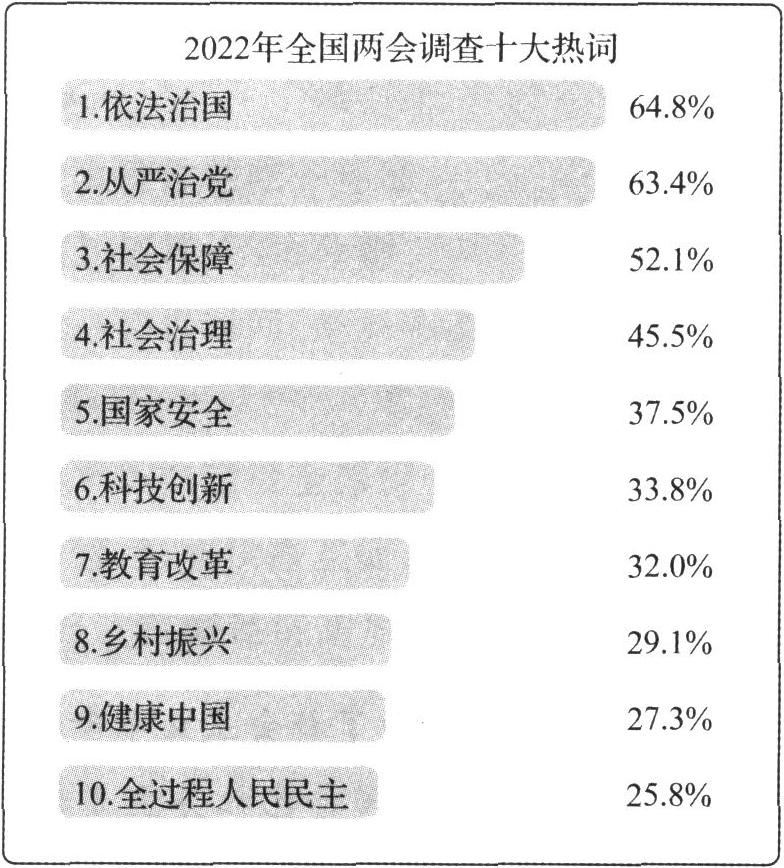 2022年全国两会调查十大热词
1.依法治国 64.8%
2.从严治党 63.4%
3.社会保障 52.1%
4.社会治理 45.5%
5.国家安全 37.5%
6.科技创新 33.8%
7.教育改革 32.0%
8.乡村振兴 29.1%
9.健康中国 27.3%
10.全过程人民民主 25.8%